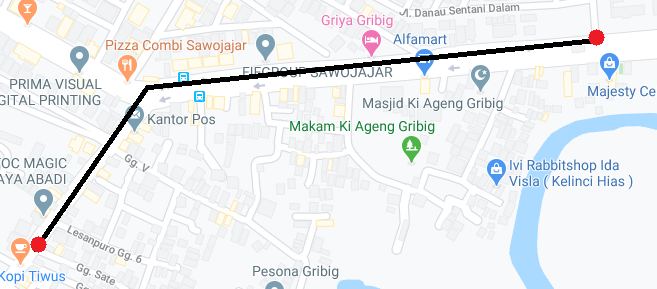 Jl. Danau Sentani Dalam
Griya Gribig
Pizza Combi Sawojajar
Alfamart
FIFGROUP SAWOJAJAR
PRIMA VISUAL
GITAL PRINTING
Majesty Ce
Masjid Ki Ageng Gribig
Kantor Pos
Makam Ki Ageng Gribig
Gg. V
OC MAGIC
AYA ABADI
Ivi Rabbitshop Ida
Visla ( Kelinci Hias )
Lesanpuro Gg. 6
Gg. Sate
Kopi Tiwus
Pesona Gribig